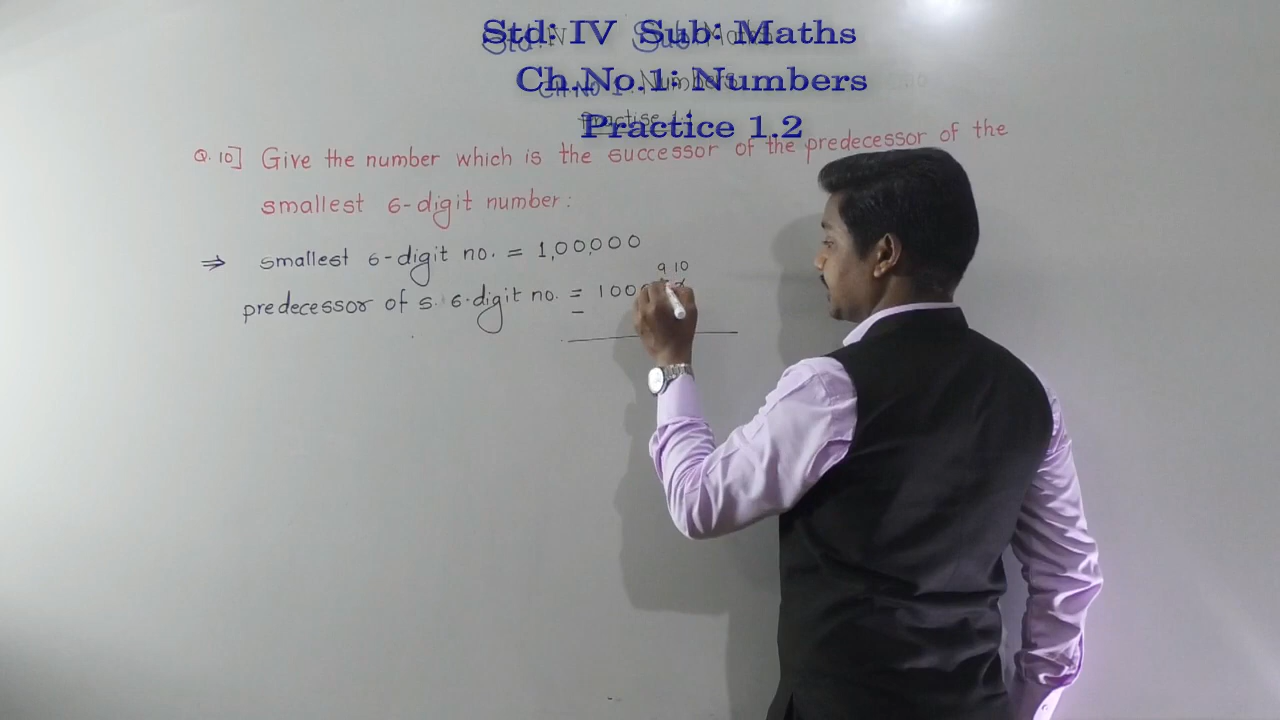 Std: IV Sub: Maths
Ch.No.1: Numbers
Practice 1.2
Q. 10] Give the number which is the successor of the predecessor of the
smallest 6-digit number:
⇒ smallest 6-digit no. = 1,00,000
9 10
predecessor of s. 6.digit no. = 100
−